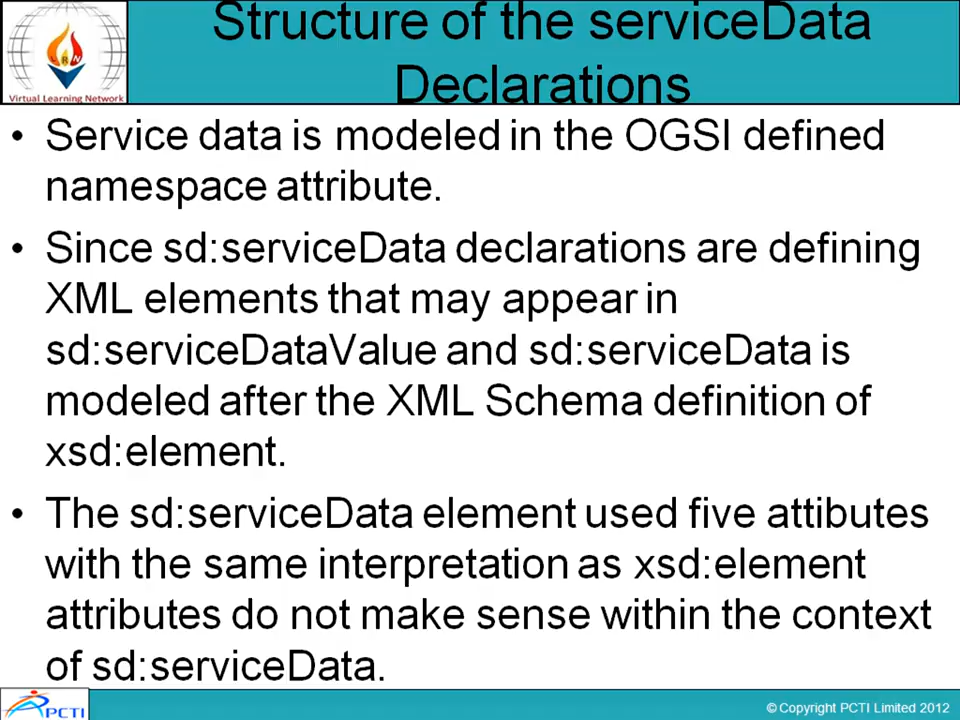 Structure of the serviceData
Declarations
Virtual Learning Network
• Service data is modeled in the OGSI defined
namespace attribute.
• Since sd:serviceData declarations are defining
XML elements that may appear in
sd:serviceDataValue and sd:serviceData is
modeled after the XML Schema definition of
xsd:element.
• The sd:serviceData element used five attibutes
with the same interpretation as xsd:element
attributes do not make sense within the context
of sd:serviceData.
PCTI
© Copyright PCTI Limited 2012